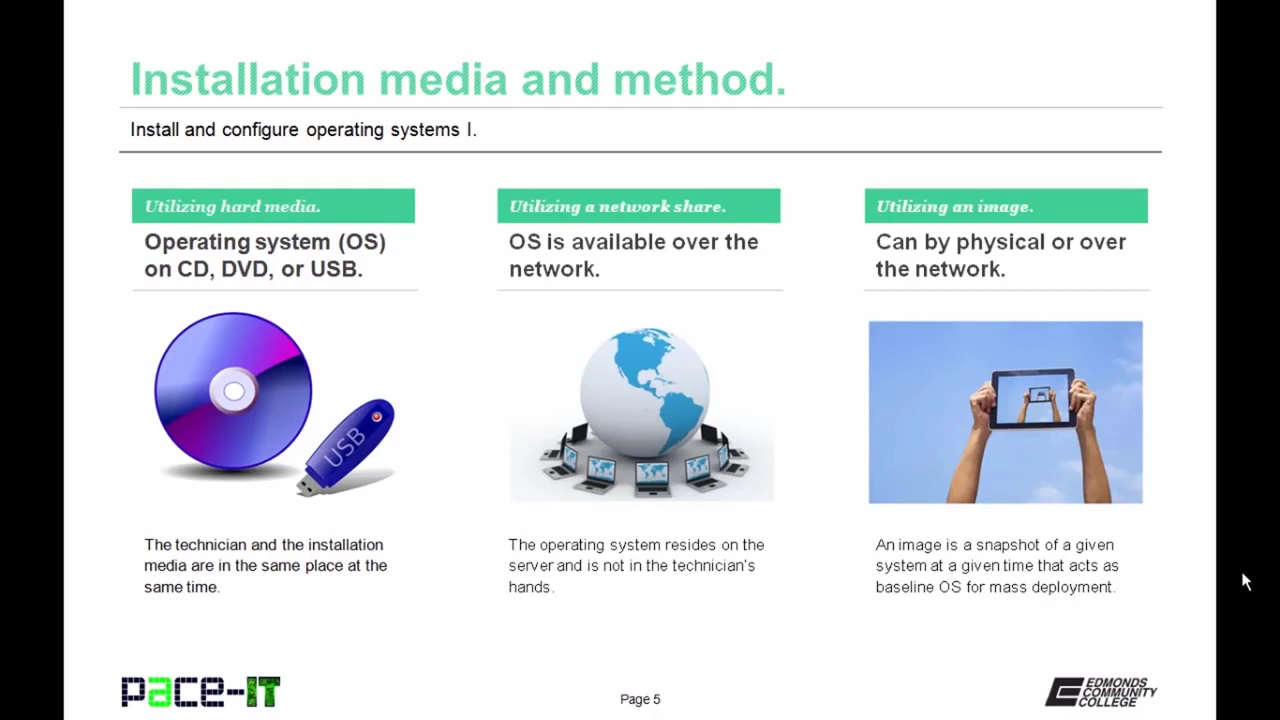 Installation media and method.
Install and configure operating systems I.
Utilizing hard media.
Operating system (OS)
on CD, DVD, or USB.
USB
The technician and the installation
media are in the same place at the
same time.
Utilizing a network share.
OS is available over the
network.
The operating system resides on the
server and is not in the technician's
hands.
Utilizing an image.
Can by physical or over
the network.
An image is a snapshot of a given
system at a given time that acts as
baseline OS for mass deployment.
pace-IT
Page 5
EDMONDS
COMMUNITY
COLLEGE